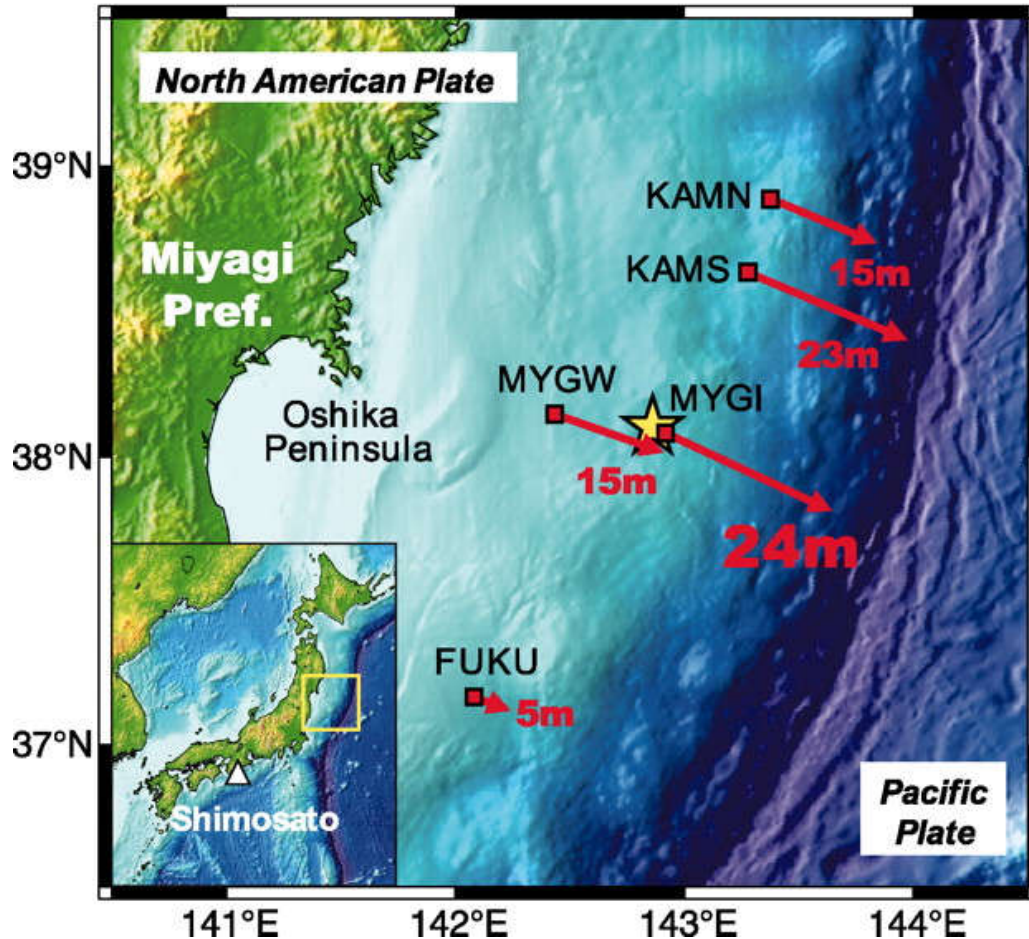 North American Plate
39°N
KAMN
Miyagi
Pref.
KAMS
15m
23m
MYGW
MYGI
Oshika
Peninsula
38°N
15m
24m
FUKU
5m
37°N
Pacific
Plate
Shimosato
141°E
142°E
143°E
144°E